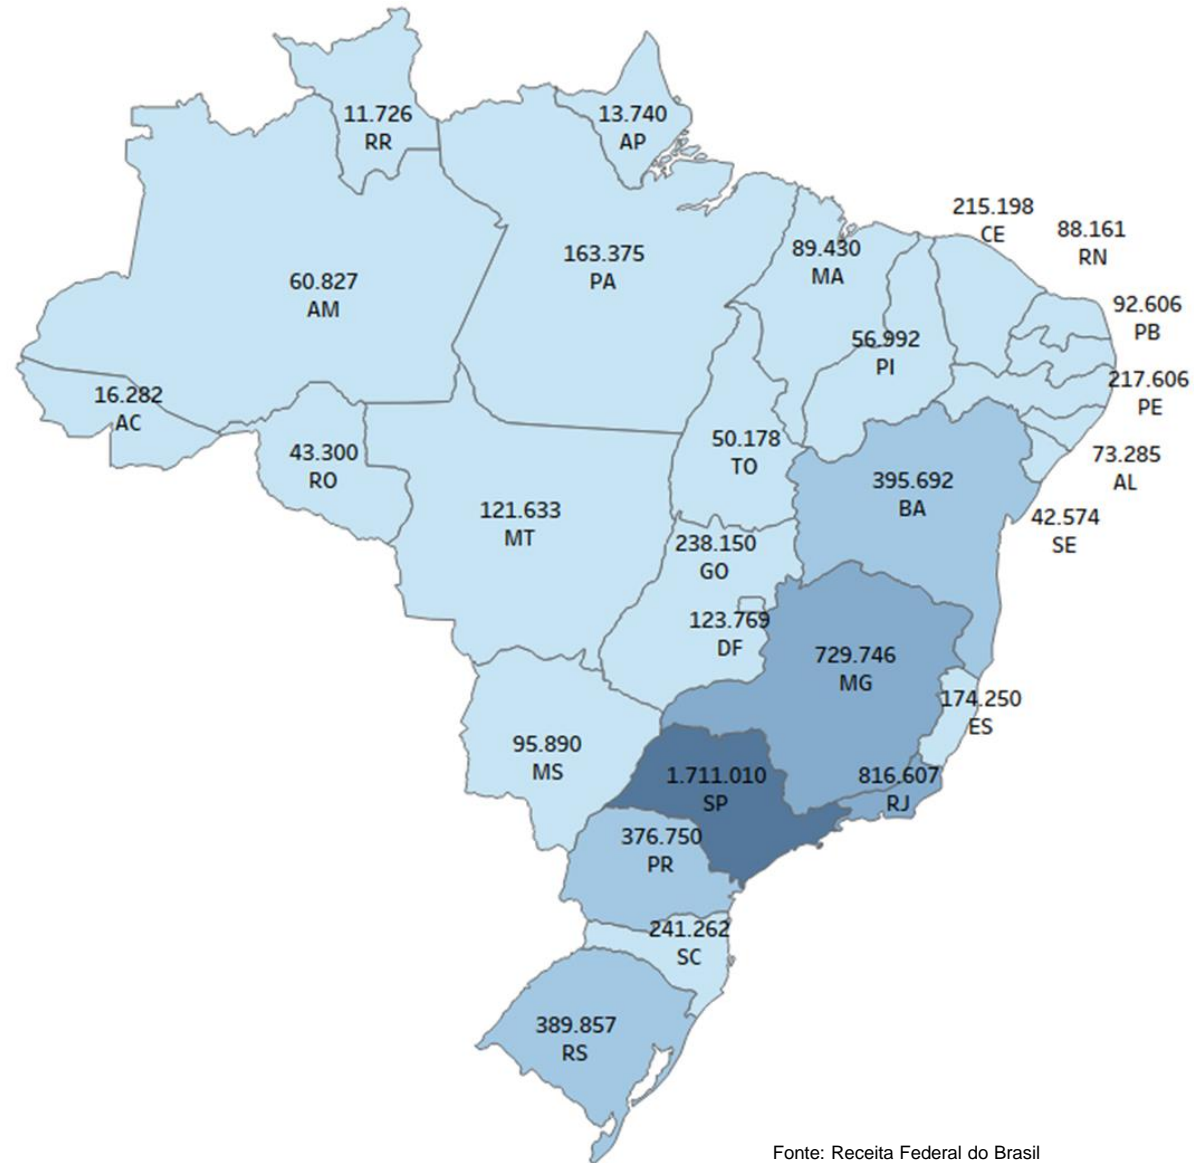 11.726
RR
13.740
AP
215.198
CE
88.161
RN
163.375
PA
89.430
MA
60.827
AM
92.606
PB
56.992
PI
217.606
PE
16.282
AC
50.178
TO
43.300
RO
73.285
AL
395.692
BA
121.633
MT
42.574
SE
238.150
GO
123.769
DF
729.746
MG
174.250
ES
95.890
MS
1.711.010
SP
816.607
RJ
376.750
PR
241.262
SC
389.857
RS
Fonte: Receita Federal do Brasil